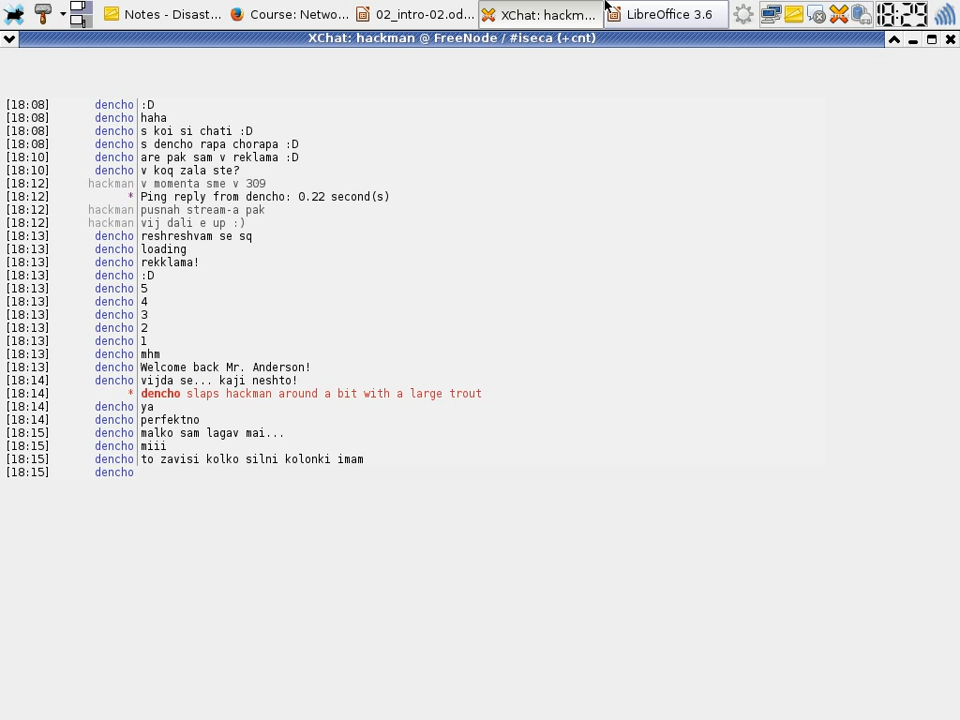 Notes - Disast...
Course: Netwo...
02_intro-02.od...
XChat: hackm...
LibreOffice 3.6
18:29
XChat: hackman @ FreeNode / #iseca (+cnt)
[18:08] dencho :D
[18:08] dencho haha
[18:08] dencho s koi si chati :D
[18:08] dencho s dencho rapa chorapa :D
[18:10] dencho are pak sam v reklama :D
[18:10] dencho v koq zala ste?
[18:12] hackman v momenta sme v 309
[18:12] * Ping reply from dencho: 0.22 second(s)
[18:12] hackman pusnah stream-a pak
[18:12] hackman vij dali e up :)
[18:13] dencho reshreshvam se sq
[18:13] dencho loading
[18:13] dencho rekklama!
[18:13] dencho :D
[18:13] dencho 5
[18:13] dencho 4
[18:13] dencho 3
[18:13] dencho 2
[18:13] dencho 1
[18:13] dencho mhm
[18:13] dencho Welcome back Mr. Anderson!
[18:14] dencho vijda se... kaji neshto!
[18:14] * dencho slaps hackman around a bit with a large trout
[18:14] dencho ya
[18:14] dencho perfektno
[18:15] dencho malko sam lagav mai...
[18:15] dencho miii
[18:15] dencho to zavisi kolko silni kolonki imam
[18:15] dencho